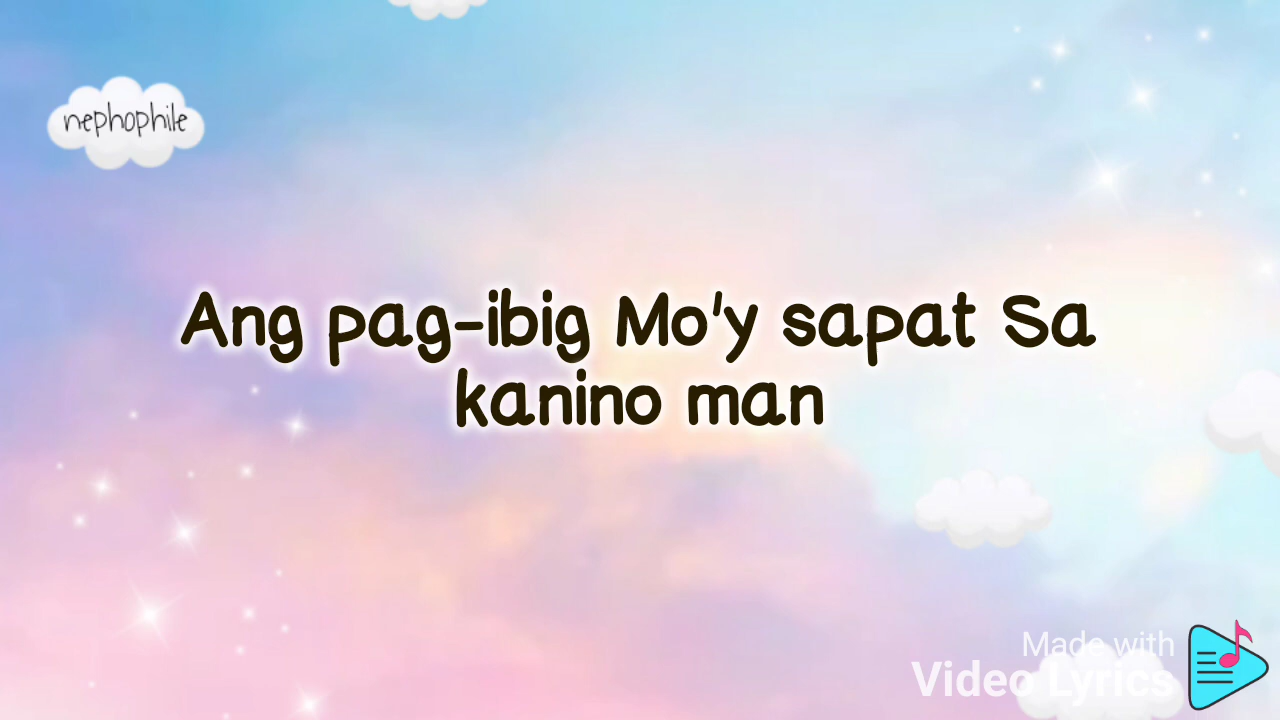 nephophile
Ang pag-ibig Mo'y sapat Sa
kanino man
Made with
Video Lyrics